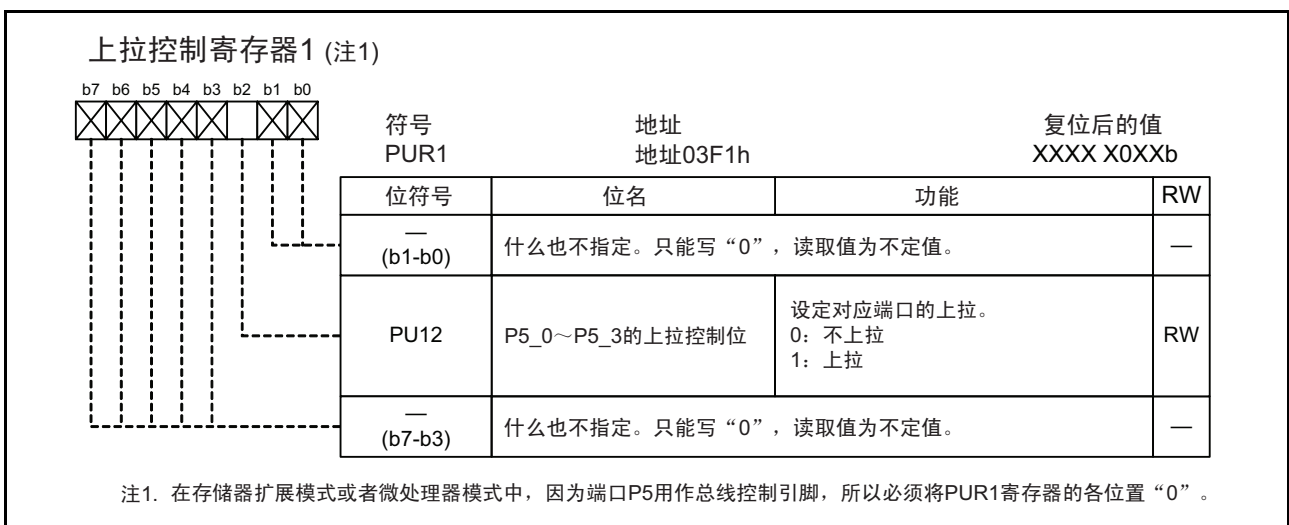 上拉控制寄存器1 (注1)
b7 b6 b5 b4 b3 b2 b1 b0
符号 地址 复位后的值
PUR1 地址03F1h XXXX X0XXb
位符号 位名 功能 RW
—
(b1-b0) 什么也不指定。只能写“0”，读取值为不定值。 —
PU12 P5_0～P5_3的上拉控制位 设定对应端口的上拉。
0：不上拉
1：上拉
RW
—
(b7-b3) 什么也不指定。只能写“0”，读取值为不定值。 —
注1. 在存储器扩展模式或者微处理器模式中，因为端口P5用作总线控制引脚，所以必须将PUR1寄存器的各位置“0”。